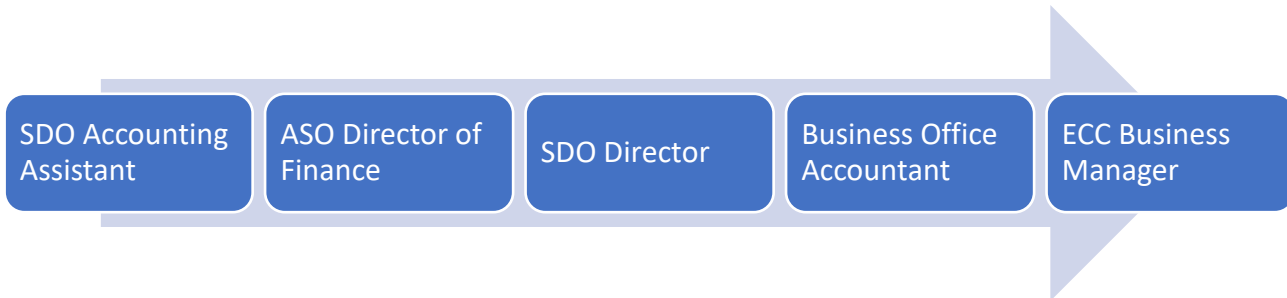 SDO Accounting
Assistant
ASO Director of
Finance
SDO Director
Business Office
Accountant
ECC Business
Manager